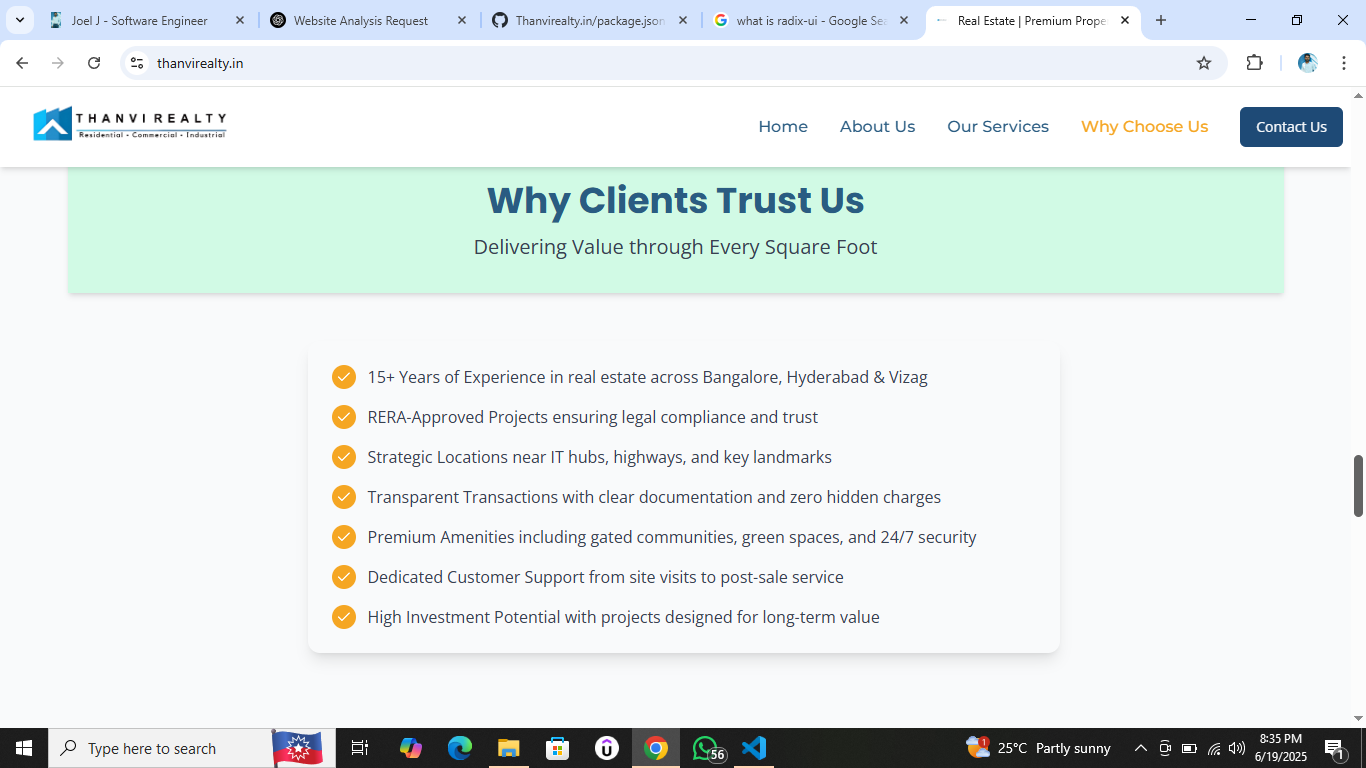 Joel J - Software Engineer
Website Analysis Request
Thanvirealty.in/package.json
what is radix-ui - Google Sea
Real Estate | Premium Prope
thanvirealty.in
THANVI REALTY
Residential • Commercial • Industrial
Home
About Us
Our Services
Why Choose Us
Contact Us
Why Clients Trust Us
Delivering Value through Every Square Foot
15+ Years of Experience in real estate across Bangalore, Hyderabad & Vizag
RERA-Approved Projects ensuring legal compliance and trust
Strategic Locations near IT hubs, highways, and key landmarks
Transparent Transactions with clear documentation and zero hidden charges
Premium Amenities including gated communities, green spaces, and 24/7 security
Dedicated Customer Support from site visits to post-sale service
High Investment Potential with projects designed for long-term value
Type here to search
56
1
25°C Partly sunny
8:35 PM
6/19/2025
1